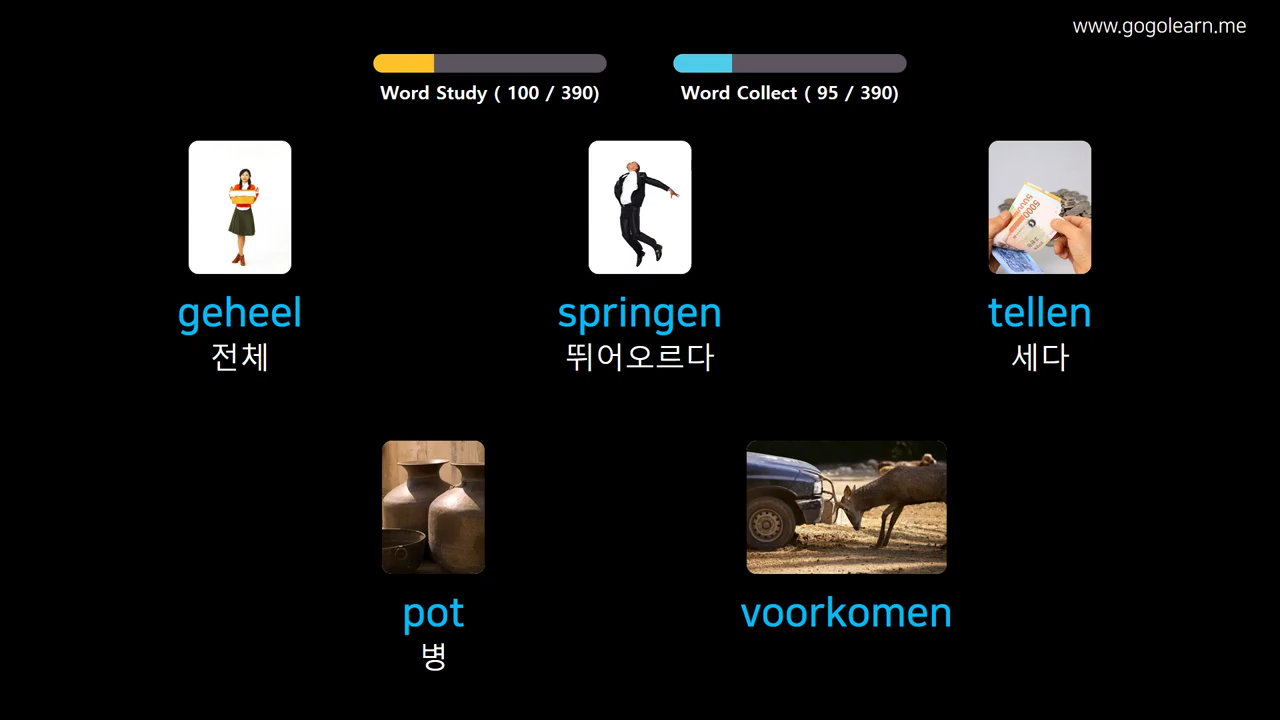 www.gogolearn.me
Word Study ( 100 / 390)
Word Collect ( 95 / 390)
geheel
전체
springen
뛰어오르다
tellen
세다
pot
병
voorkomen